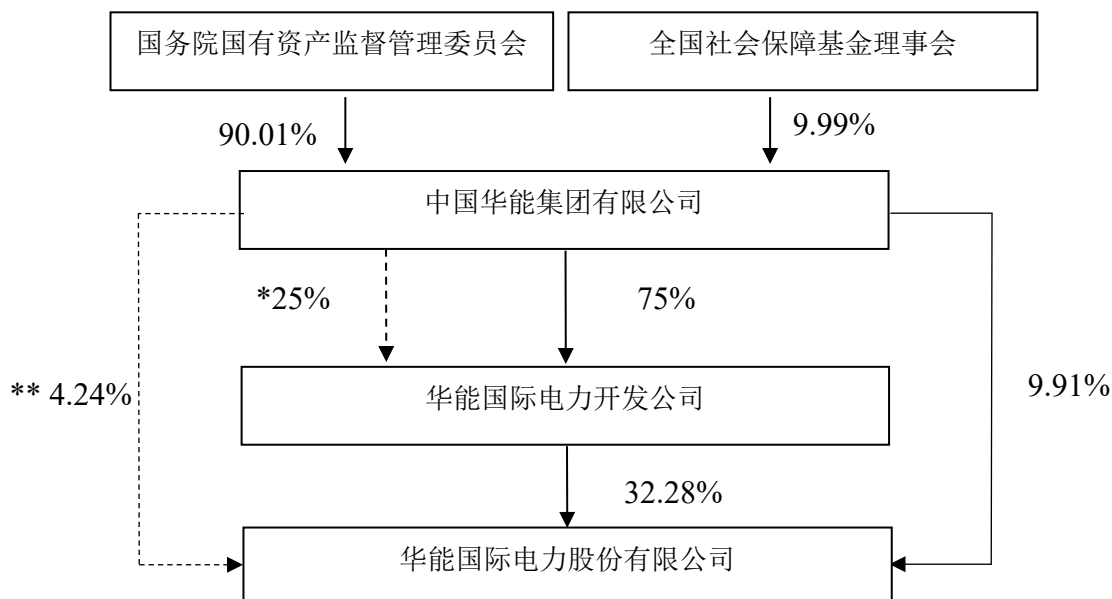 国务院国有资产监督管理委员会
全国社会保障基金理事会
90.01%
9.99%
中国华能集团有限公司
*25%
75%
** 4.24%
华能国际电力开发公司
9.91%
32.28%
华能国际电力股份有限公司